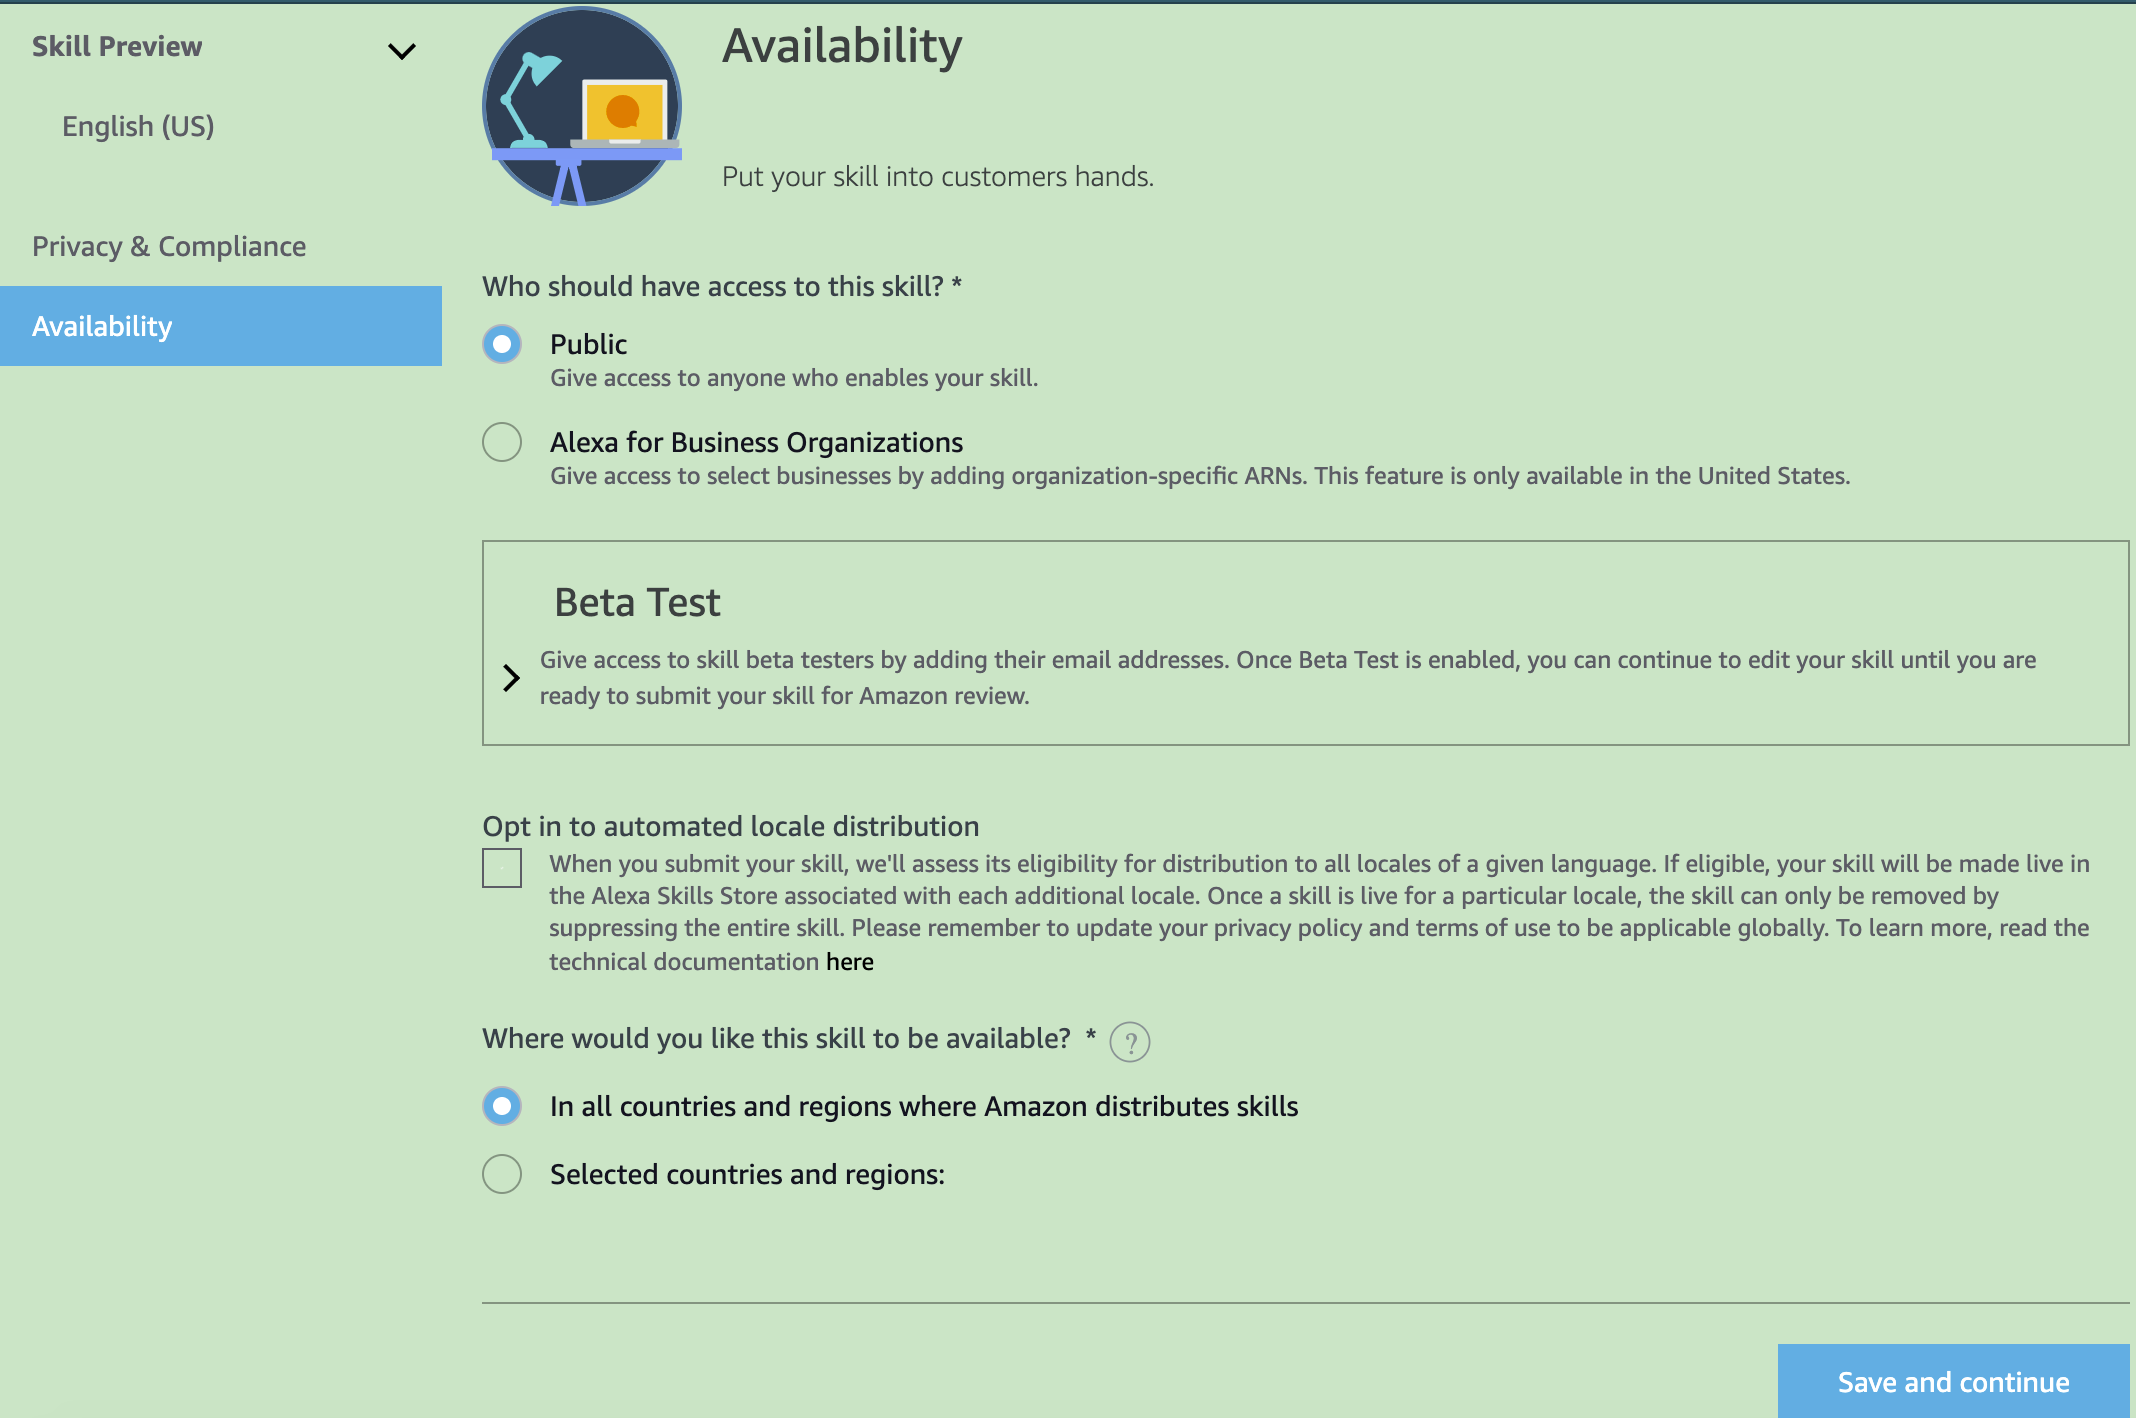 Skill Preview
English (US)
Privacy & Compliance
Availability
Availability
Put your skill into customers hands.
Who should have access to this skill? *
Public
Give access to anyone who enables your skill.
Alexa for Business Organizations
Give access to select businesses by adding organization-specific ARNs. This feature is only available in the United States.
Beta Test
Give access to skill beta testers by adding their email addresses. Once Beta Test is enabled, you can continue to edit your skill until you are
ready to submit your skill for Amazon review.
Opt in to automated locale distribution
When you submit your skill, we'll assess its eligibility for distribution to all locales of a given language. If eligible, your skill will be made live in
the Alexa Skills Store associated with each additional locale. Once a skill is live for a particular locale, the skill can only be removed by
suppressing the entire skill. Please remember to update your privacy policy and terms of use to be applicable globally. To learn more, read the
technical documentation here
Where would you like this skill to be available? * ?
In all countries and regions where Amazon distributes skills
Selected countries and regions:
Save and continue